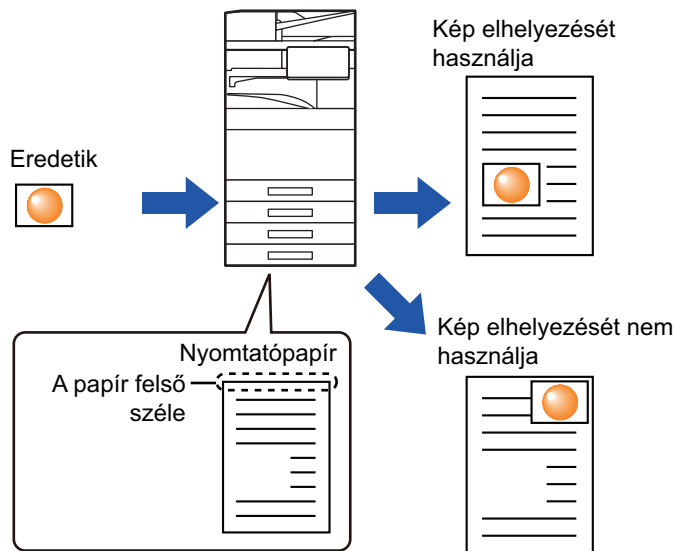 Kép elhelyezését
használja
Eredetik
Kép elhelyezését nem
használja
Nyomtatópapír
A papír felső
széle